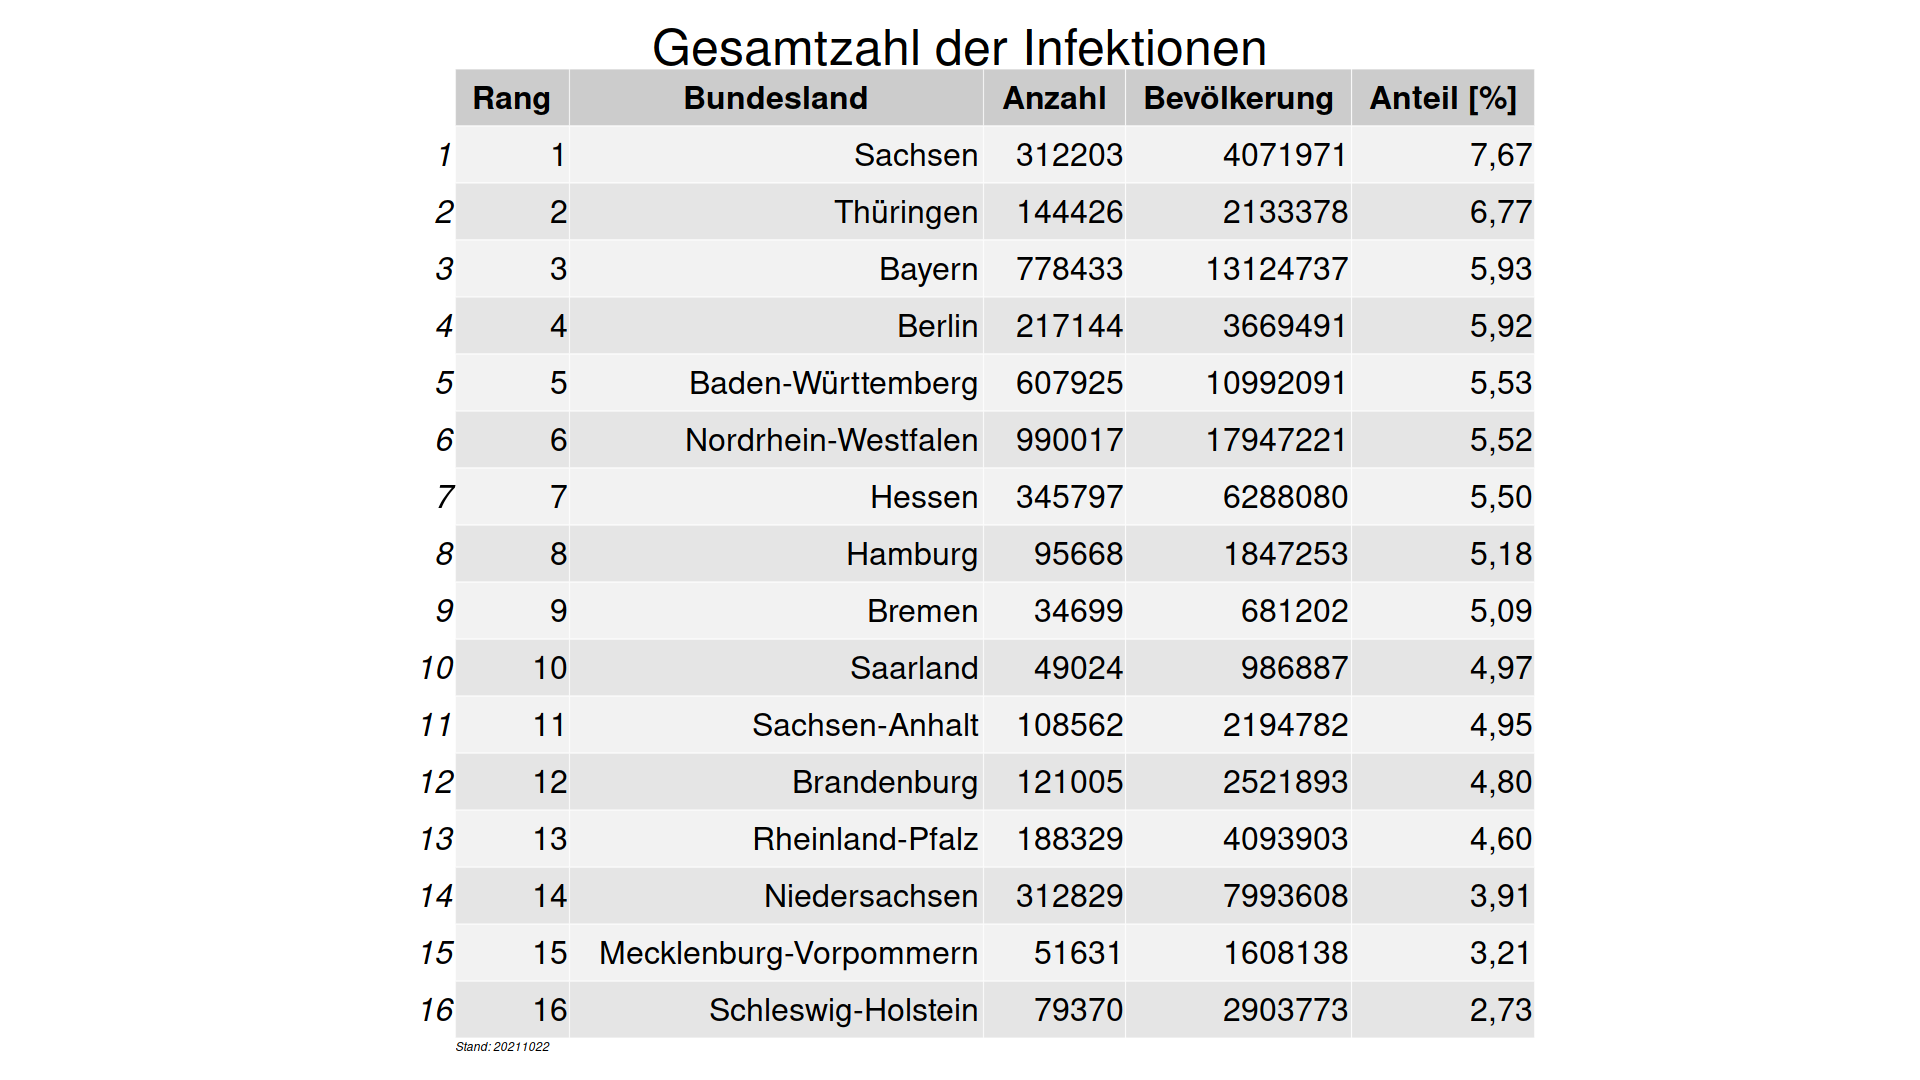 Gesamtzahl der Infektionen
Rang Bundesland Anzahl Bevölkerung Anteil [%]
1 1 Sachsen 312203 4071971 7,67
2 2 Thüringen 144426 2133378 6,77
3 3 Bayern 778433 13124737 5,93
4 4 Berlin 217144 3669491 5,92
5 5 Baden-Württemberg 607925 10992091 5,53
6 6 Nordrhein-Westfalen 990017 17947221 5,52
7 7 Hessen 345797 6288080 5,50
8 8 Hamburg 95668 1847253 5,18
9 9 Bremen 34699 681202 5,09
10 10 Saarland 49024 986887 4,97
11 11 Sachsen-Anhalt 108562 2194782 4,95
12 12 Brandenburg 121005 2521893 4,80
13 13 Rheinland-Pfalz 188329 4093903 4,60
14 14 Niedersachsen 312829 7993608 3,91
15 15 Mecklenburg-Vorpommern 51631 1608138 3,21
16 16 Schleswig-Holstein 79370 2903773 2,73
Stand: 20211022